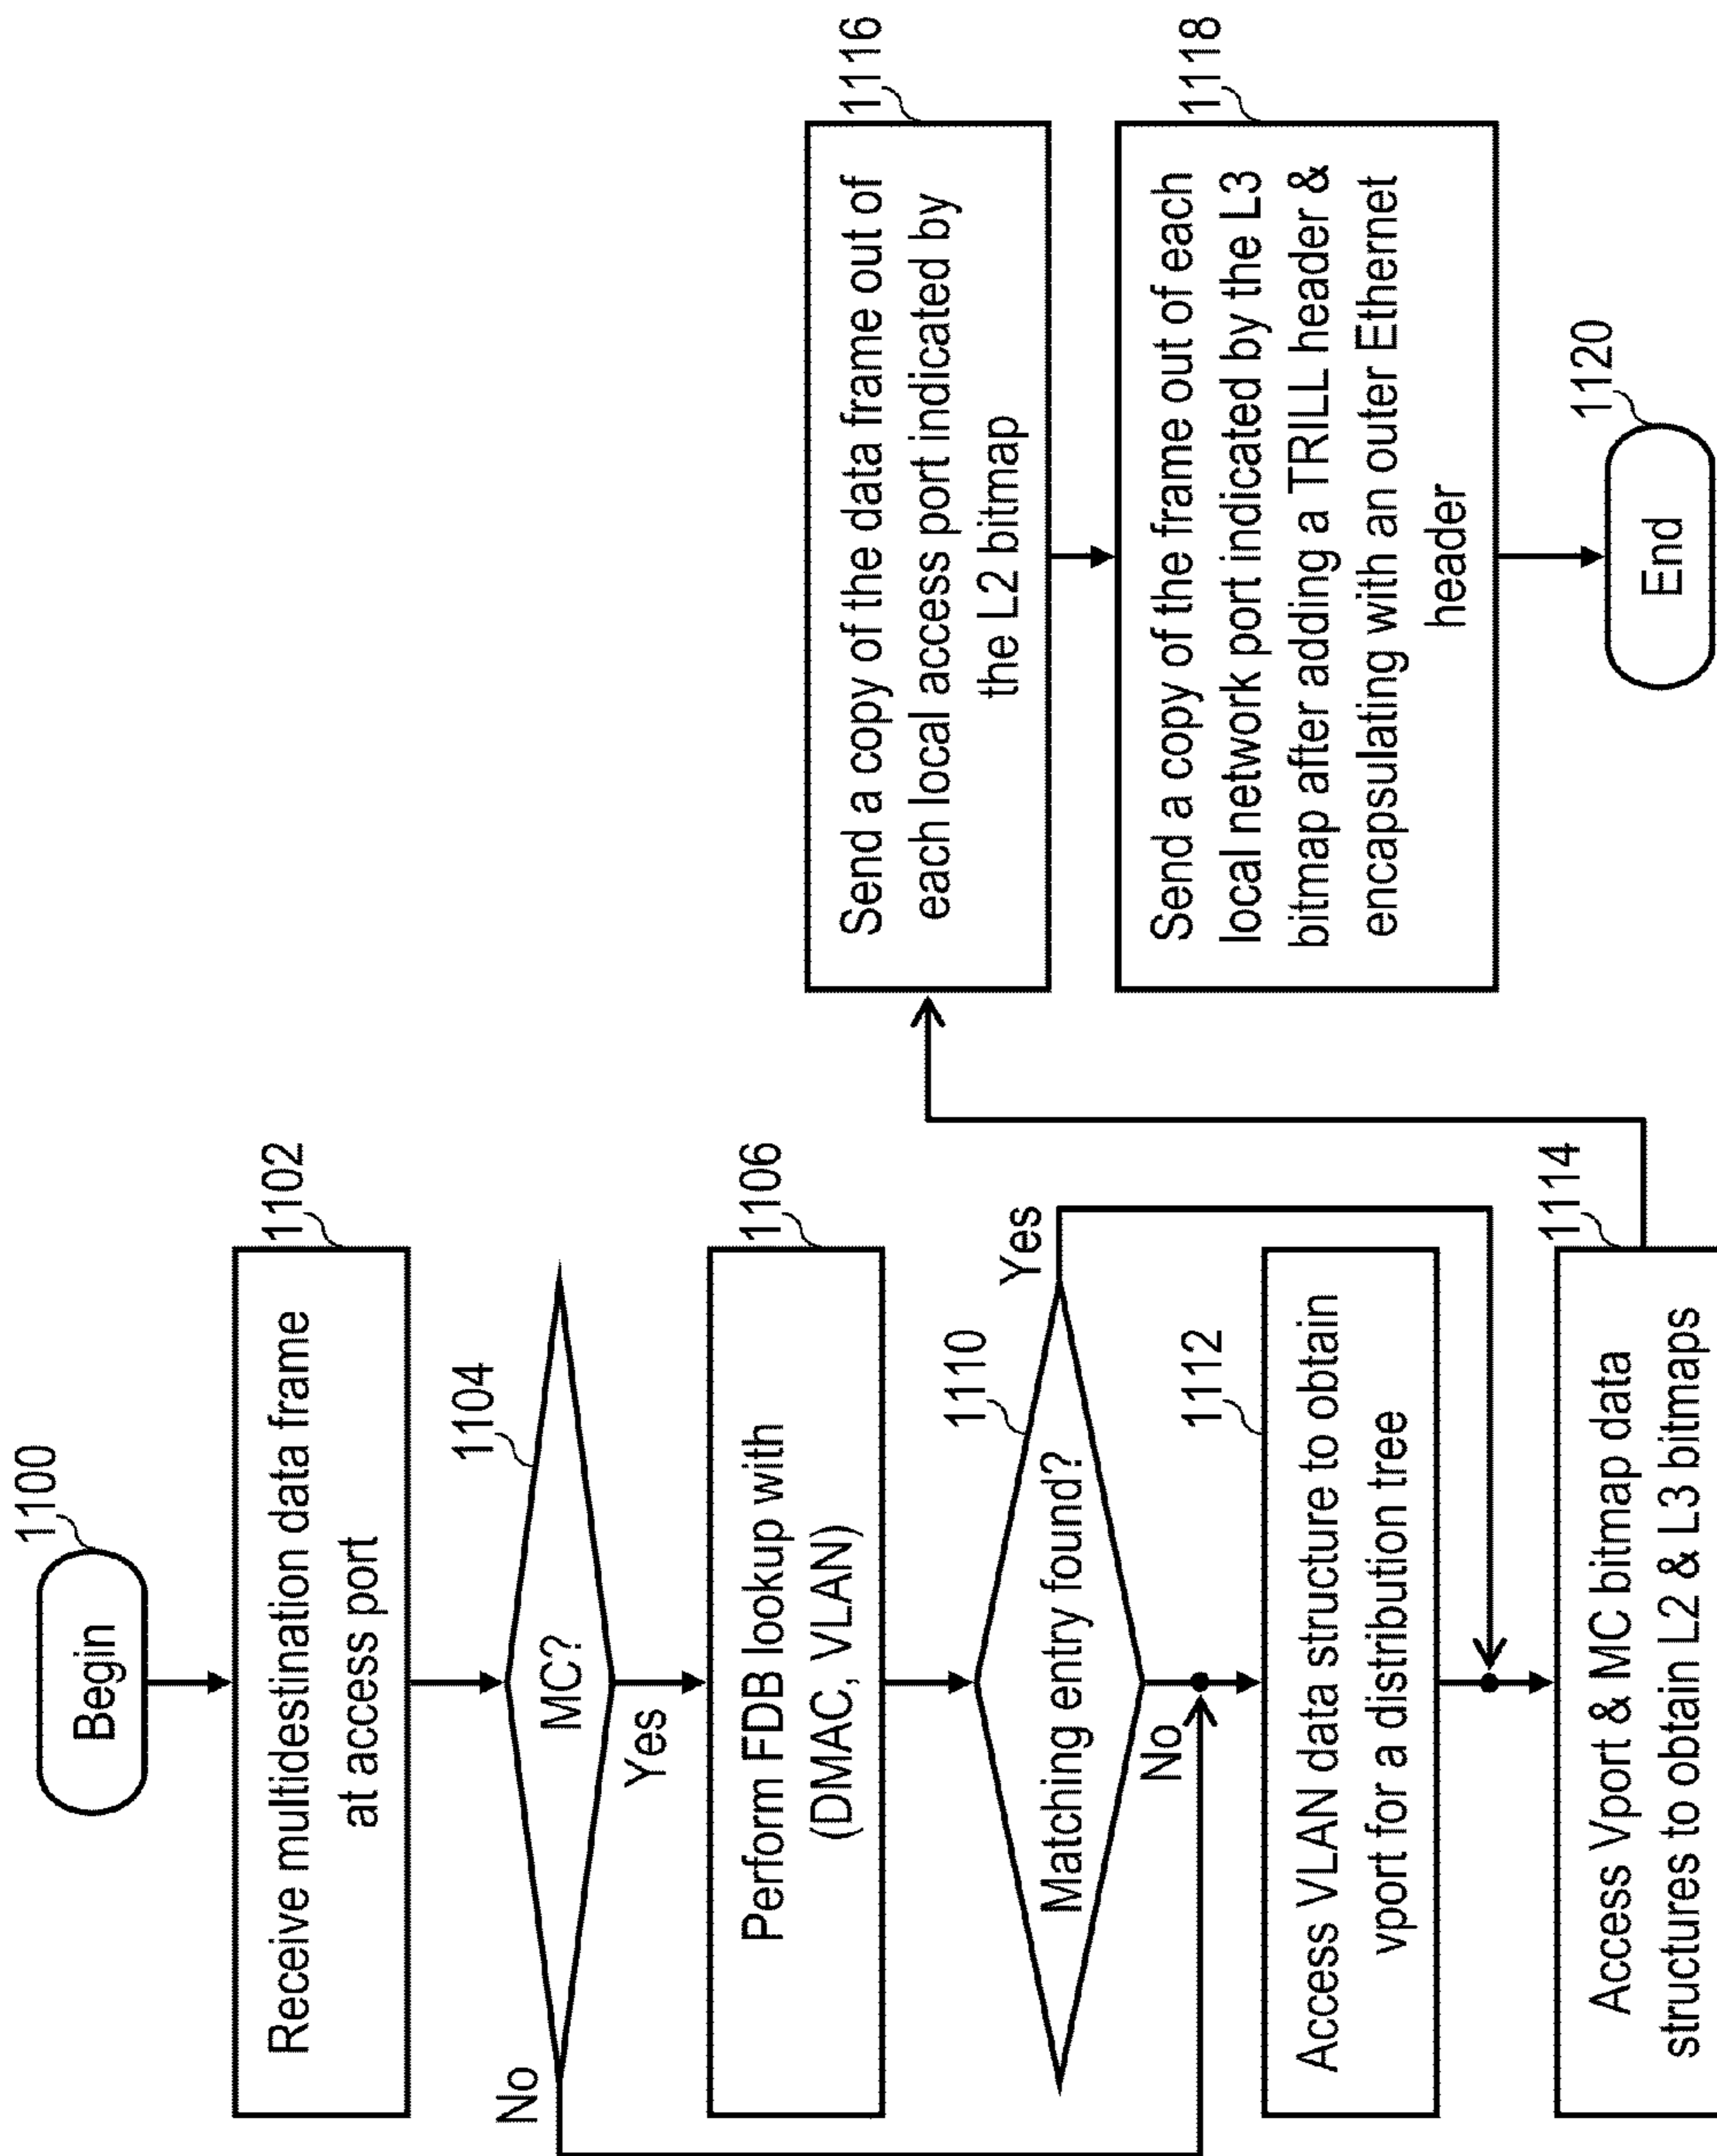 1100
Begin
1102
Receive multidestination data frame
at access port
1104
MC?
No
Yes
1106
Perform FDB lookup with
(DMAC, VLAN)
1110
Matching entry found?
Yes
No
1112
Access VLAN data structure to obtain
vport for a distribution tree
1114
Access Vport & MC bitmap data
structures to obtain L2 & L3 bitmaps
1116
Send a copy of the data frame out of
each local access port indicated by
the L2 bitmap
1118
Send a copy of the frame out of each
local network port indicated by the L3
bitmap after adding a TRILL header &
encapsulating with an outer Ethernet
header
1120
End